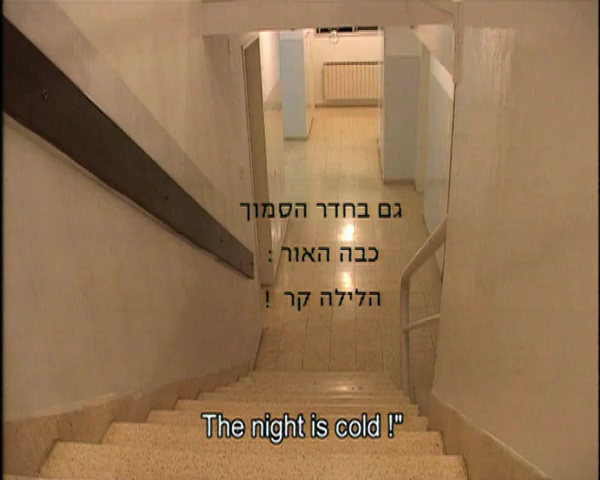 גם בחדר הסמוך
כבה האור :
הלילה קר !
The night is cold !"